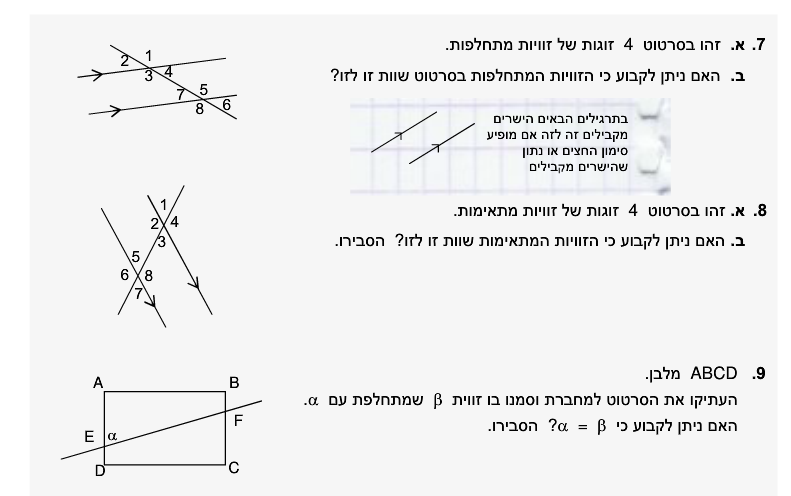 7. א. זהו בסרטוט 4 זוגות של זוויות מתחלפות.
ב. האם ניתן לקבוע כי הזוויות המתחלפות בסרטוט שוות זו לזו?
1
2
3 4
7 5
8 6
בתרגילים הבאים הישרים
מקבילים זה לזה אם מופיע
סימון החצים או נתון
שהישרים מקבילים
8. א. זהו בסרטוט 4 זוגות של זוויות מתאימות.
ב. האם ניתן לקבוע כי הזוויות המתאימות שוות זו לזו? הסבירו.
1
2 4
3
5
6 8
7
9. ABCD מלבן.
העתיקו את הסרטוט למחברת וסמנו בו זווית β שמתחלפת עם α.
האם ניתן לקבוע כי α = β? הסבירו.
A B
F
E α
D C